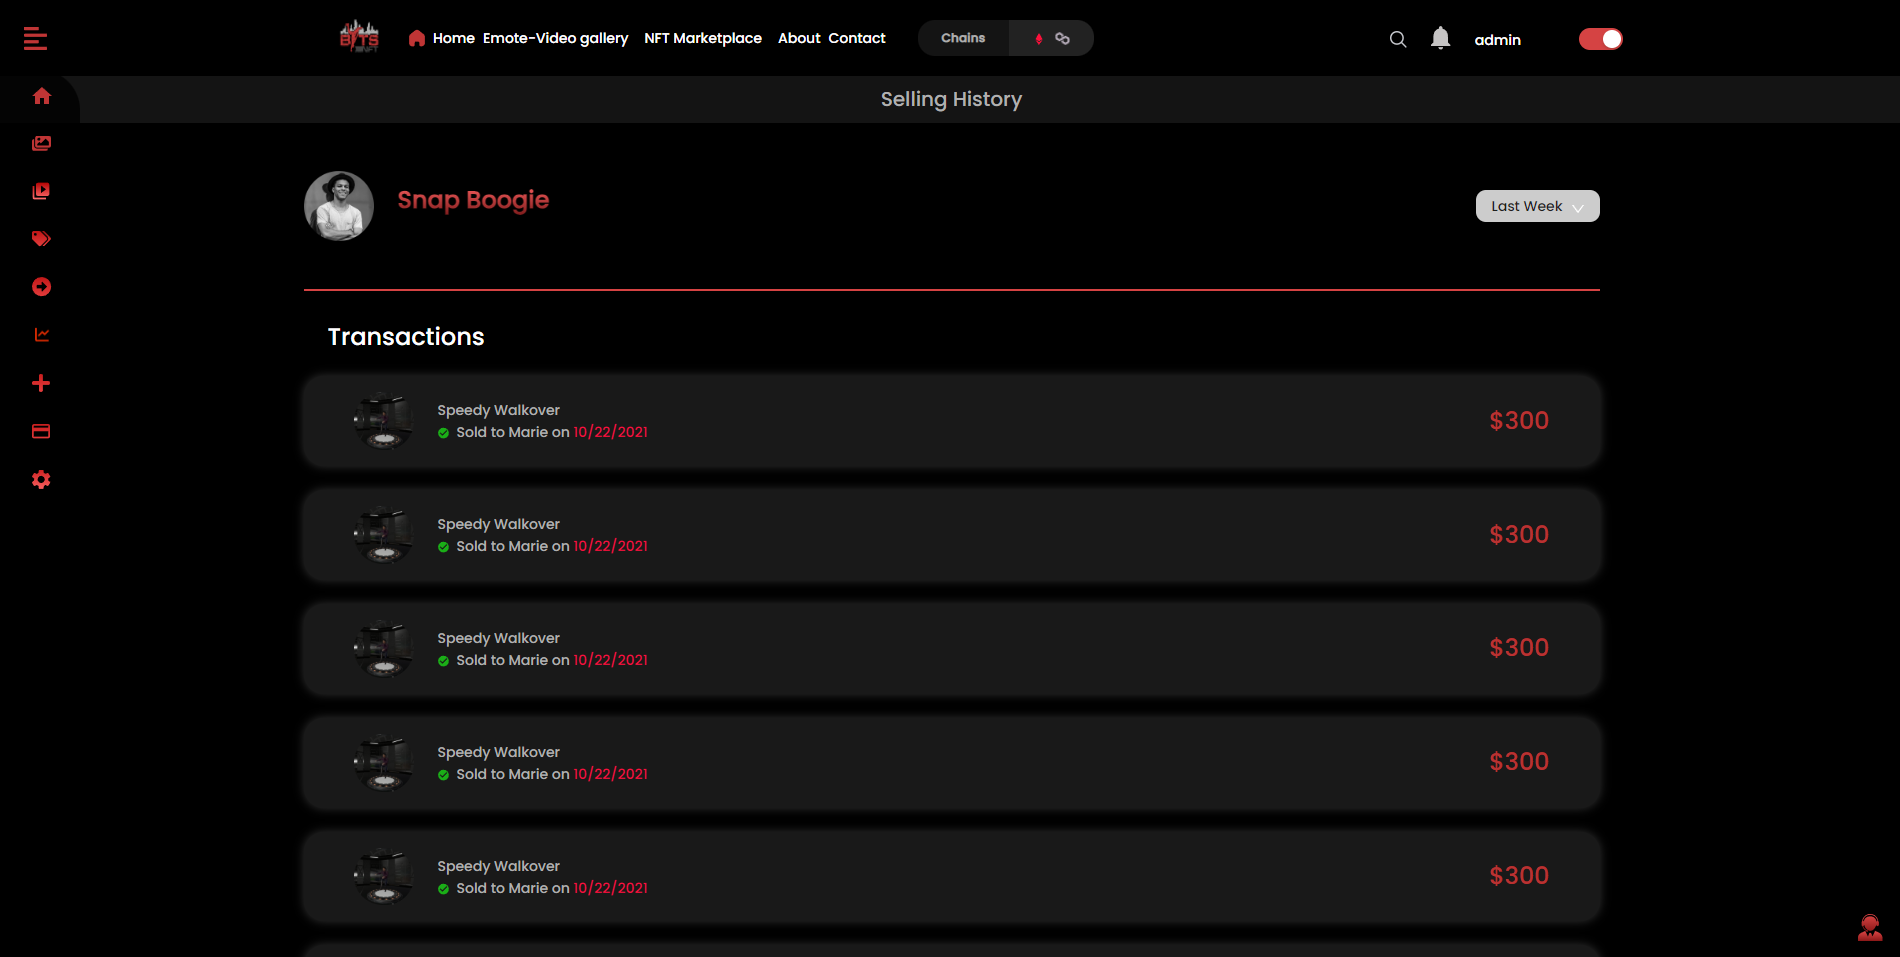 BITS
NFT
Home Emote-Video gallery NFT Marketplace About Contact
Chains
admin
Selling History
Snap Boogie
Last Week
Transactions
Speedy Walkover
Sold to Marie on 10/22/2021
$300
Speedy Walkover
Sold to Marie on 10/22/2021
$300
Speedy Walkover
Sold to Marie on 10/22/2021
$300
Speedy Walkover
Sold to Marie on 10/22/2021
$300
Speedy Walkover
Sold to Marie on 10/22/2021
$300